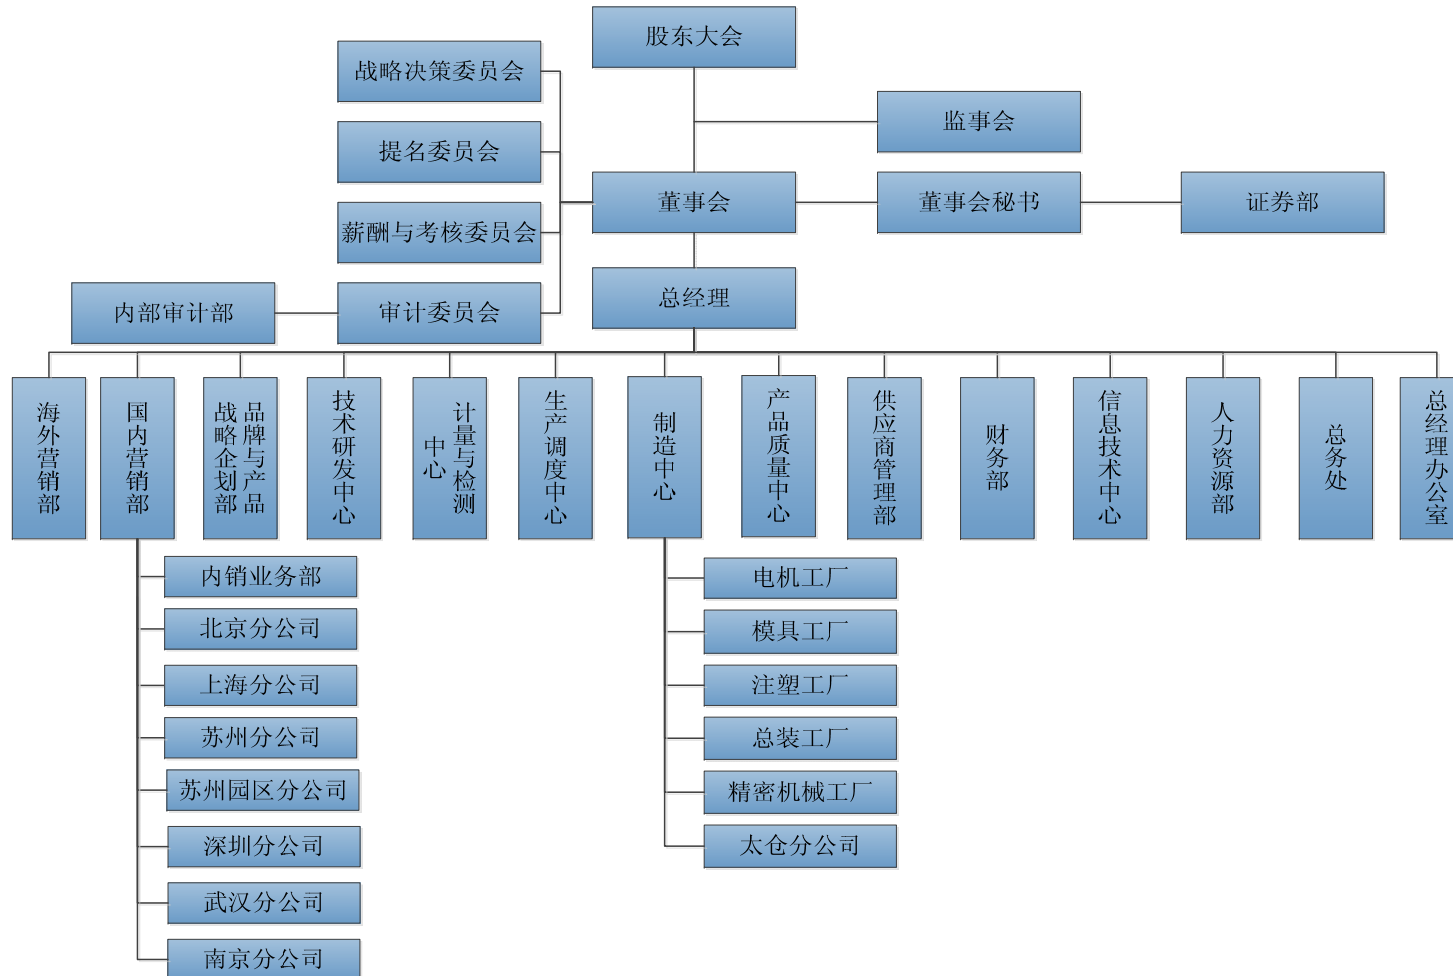 股东大会
战略决策委员会
监事会
提名委员会
董事会
董事会秘书
证券部
薪酬与考核委员会
总经理
内部审计部
审计委员会
海外营销部
国内营销部
品牌与产品
战略企划部
技术研发中心
计量与检测
中心
生产调度中心
制造中心
产品质量中心
供应商管理部
财务部
信息技术中心
人力资源部
总务处
总经理办公室
内销业务部
北京分公司
上海分公司
苏州分公司
苏州园区分公司
深圳分公司
武汉分公司
南京分公司
电机工厂
模具工厂
注塑工厂
总装工厂
精密机械工厂
太仓分公司